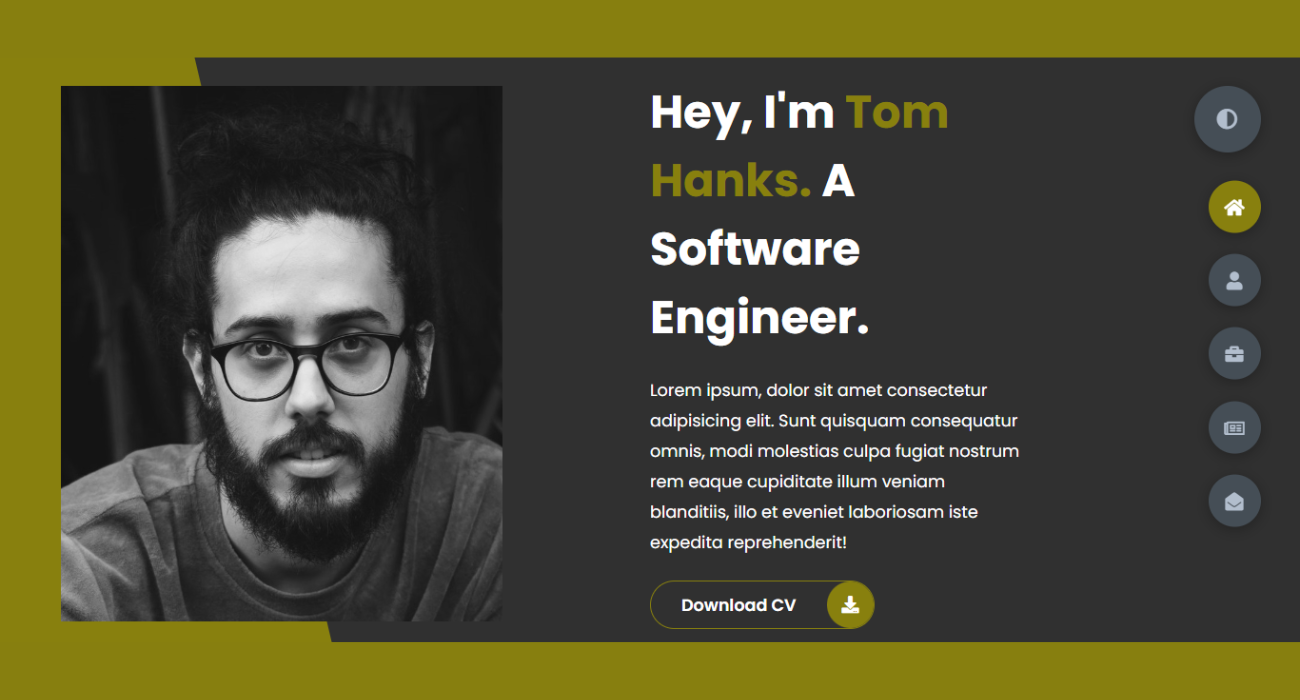 Hey, I'm Tom
Hanks. A
Software
Engineer.
Lorem ipsum, dolor sit amet consectetur
adipisicing elit. Sunt quisquam consequatur
omnis, modi molestias culpa fugiat nostrum
rem eaque cupiditate illum veniam
blanditiis, illo et eveniet laboriosam iste
expedita reprehenderit!
Download CV